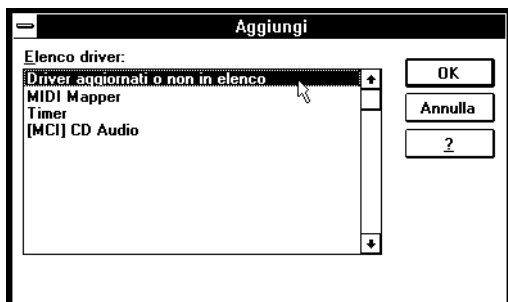 Aggiungi
Elenco driver:
Driver aggiornati o non in elenco
MIDI Mapper
Timer
[MCI] CD Audio
OK
Annulla
?